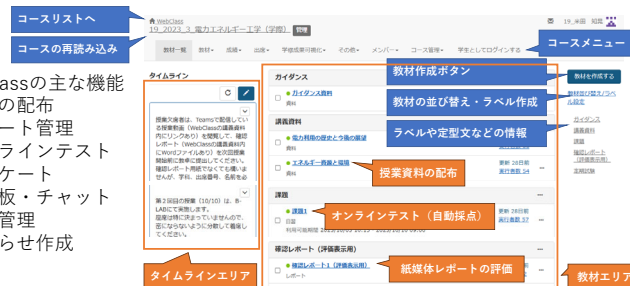 コースリストへ
コースの再読み込み
WebClass
19_2023_3_電力エネルギー工学（学際） 管理
教材一覧 教材 成績 出席 学修成果可視化 その他 メンバー コース管理 学生としてログインする
コースメニュー
assの主な機能
の配布
ート管理
ラインテスト
ケート
板・チャット
管理
らせ作成
タイムライン
授業欠席者は、Teamsで配信してい
る授業動画（WebClassの講義資料
内にリンクあり）を閲覧して、確認
レポート（WebClassの講義資料内
にWordファイルあり）を次回授業
開始前に教卓に提出してください。
確認レポート用紙でなくても構いま
せんが、学科、出席番号、名前を必
第２回目の授業（10/10）は、8-
LABにて実施します。
座席は特に決まっていませんので、
密にならないように分散して着座し
てください。
タイムラインエリア
ガイダンス
ガイダンス資料
資料
講義資料
電力利用の歴史と今後の展望
資料
エネルギー資源と環境
資料
更新 28日前
実行者数 54
授業資料の配布
課題
課題1
日誌
オンラインテスト（自動採点）
更新 28日前
実行者数 57
確認レポート（評価表示用）
確認レポート1（評価表示用）
レポート
紙媒体レポートの評価
教材作成ボタン
教材の並び替え・ラベル作成
ラベルや定型文などの情報
教材を作成する
教材並び替え/ラベ
ル設定
ガイダンス
講義資料
課題
確認レポート
（評価表示用）
定期試験
教材エリア